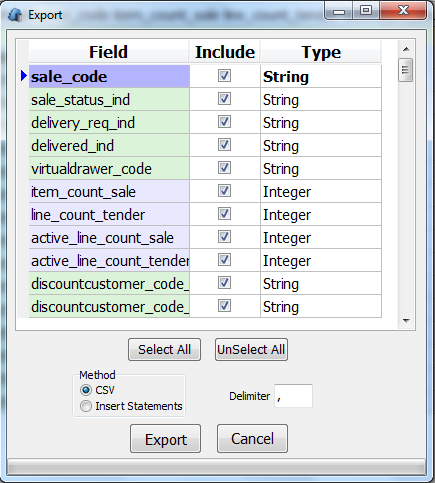 Export
Field Include Type
sale_code String
sale_status_ind String
delivery_req_ind String
delivered_ind String
virtualdrawer_code String
item_count_sale Integer
line_count_tender Integer
active_line_count_sale Integer
active_line_count_tender Integer
discountcustomer_code_ String
discountcustomer_code_ String
Select All UnSelect All
Method
CSV
Insert Statements
Delimiter ,
Export Cancel